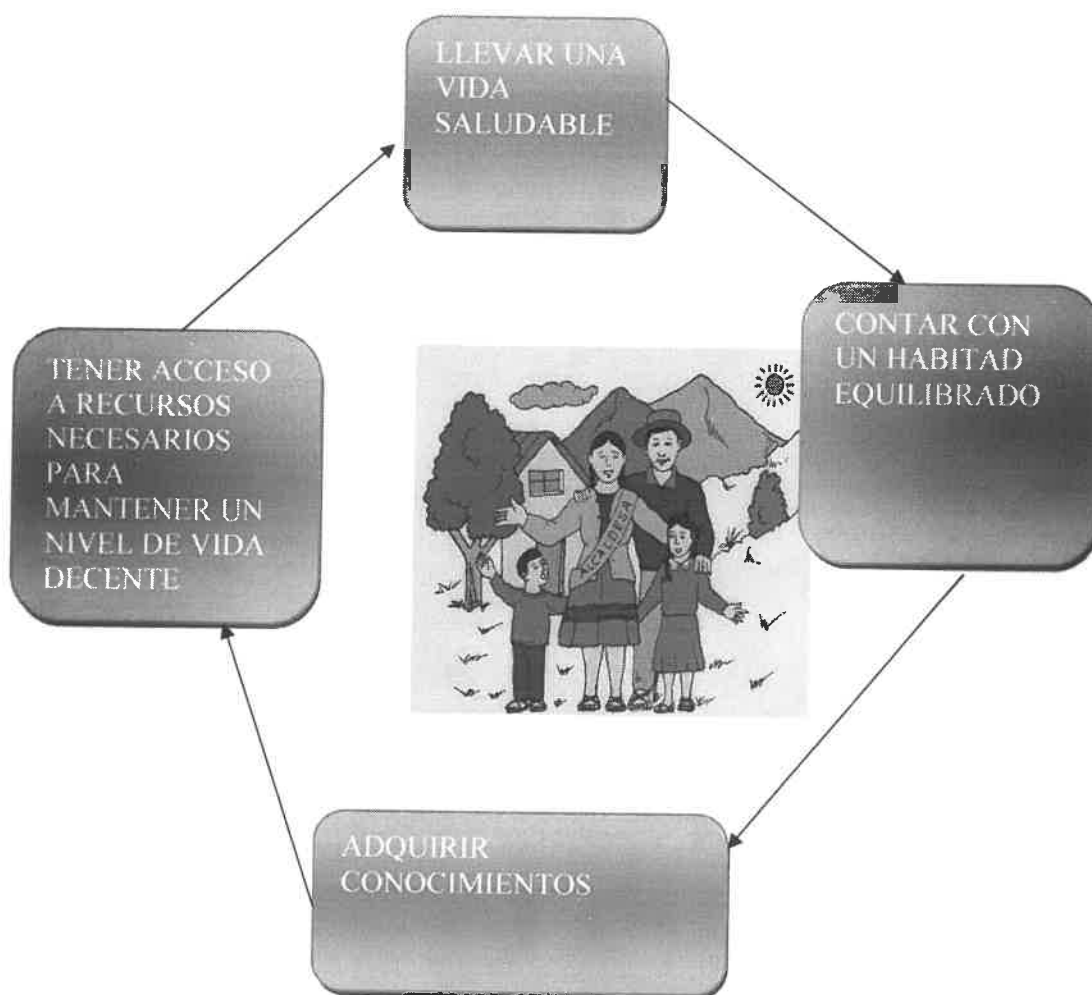 LLEVAR UNA
VIDA
SALUDABLE
CONTAR CON
UN HABITAD
EQUILIBRADO
TENER ACCESO
A RECURSOS
NECESARIOS
PARA
MANTENER UN
NIVEL DE VIDA
DECENTE
ALCALDESA
ADQUIRIR
CONOCIMIENTOS